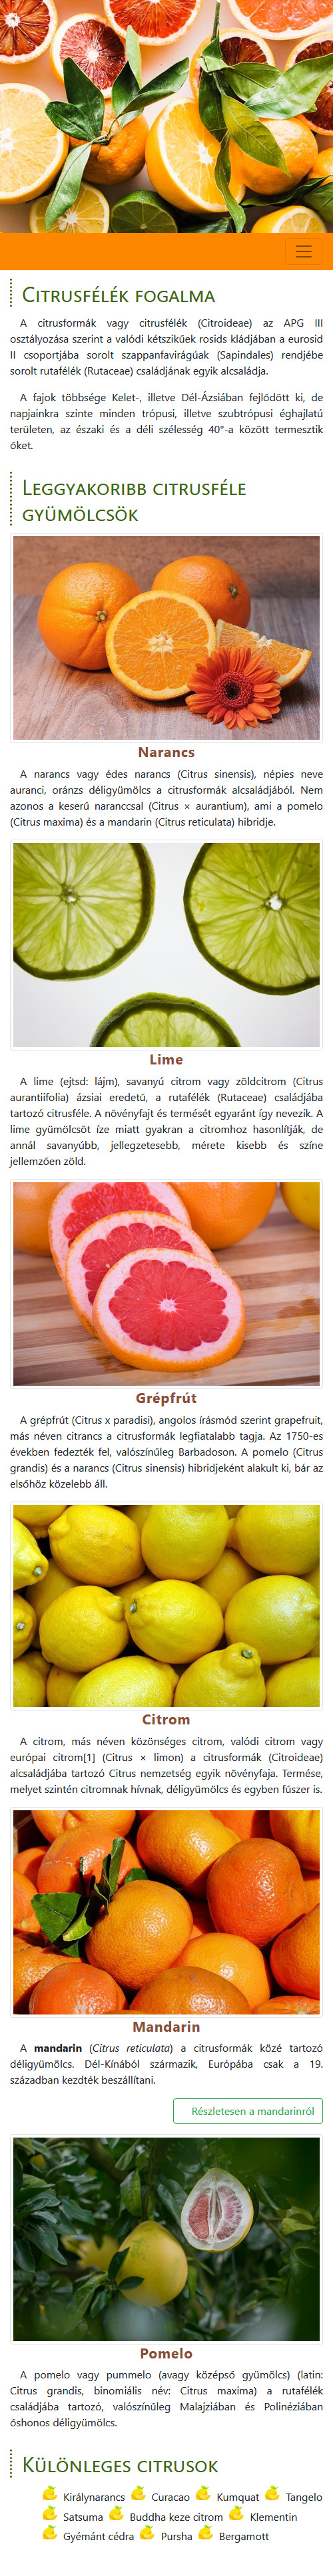 Citrusfélék fogalma
A citrusformák vagy citrusfélék (Citroideae) az APG III
osztályozása szerint a valódi kétszikűek rosids kládjában a eurosid
II csoportjába sorolt szappanfavirágúak (Sapindales) rendjébe
sorolt rutafélék (Rutaceae) családjának egyik alcsaládja.
A fajok többsége Kelet-, illetve Dél-Ázsiában fejlődött ki, de
napjainkra szinte minden trópusi, illetve szubtrópusi éghajlatú
területen, az északi és a déli szélesség 40°-a között termesztik
őket.
Leggyakoribb citrusféle
gyümölcsök
Narancs
A narancs vagy édes narancs (Citrus sinensis), népies neve
auranci, oránzs déligyümölcs a citrusformák alcsaládjából. Nem
azonos a keserű naranccsal (Citrus × aurantium), ami a pomelo
(Citrus maxima) és a mandarin (Citrus reticulata) hibridje.
Lime
A lime (ejtsd: lájm), savanyú citrom vagy zöldcitrom (Citrus
aurantiifolia) ázsiai eredetű, a rutafélék (Rutaceae) családjába
tartozó citrusféle. A növényfajt és termését egyaránt így nevezik. A
lime gyümölcsöt íze miatt gyakran a citromhoz hasonlítják, de
annál savanyúbb, jellegzetesebb, mérete kisebb és színe
jellemzően zöld.
Grépfrút
A grépfrút (Citrus x paradisi), angolos írásmód szerint grapefruit,
más néven citrancs a citrusformák legfiatalabb tagja. Az 1750-es
években fedezték fel, valószínűleg Barbadoson. A pomelo (Citrus
grandis) és a narancs (Citrus sinensis) hibridjeként alakult ki, bár az
elsőhöz közelebb áll.
Citrom
A citrom, más néven közönséges citrom, valódi citrom vagy
európai citrom[1] (Citrus × limon) a citrusformák (Citroideae)
alcsaládjába tartozó Citrus nemzetség egyik növényfaja. Termése,
melyet szintén citromnak hívnak, déligyümölcs és egyben fűszer is.
Mandarin
A mandarin (Citrus reticulata) a citrusformák közé tartozó
déligyümölcs. Dél-Kínából származik, Európába csak a 19.
században kezdték beszállítani.
Részletesen a mandarinról
Pomelo
A pomelo vagy pummelo (avagy középső gyümölcs) (latin:
Citrus grandis, binomiális név: Citrus maxima) a rutafélék
családjába tartozó, valószínűleg Malajziában és Polinéziában
őshonos déligyümölcs.
Különleges citrusok
Királynarancs Curacao Kumquat Tangelo
Satsuma Buddha keze citrom Klementin
Gyémánt cédra Pursha Bergamott